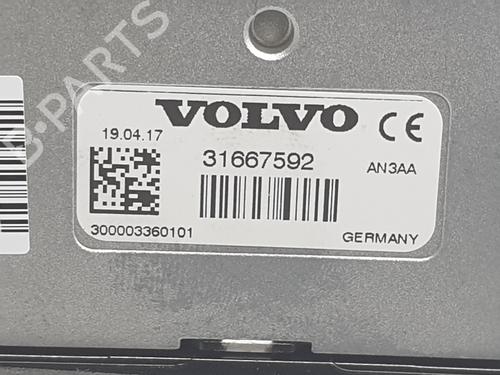 B-PARTS
VOLVO CE
19.04.17
31667592
AN3AA
300003360101
GERMANY